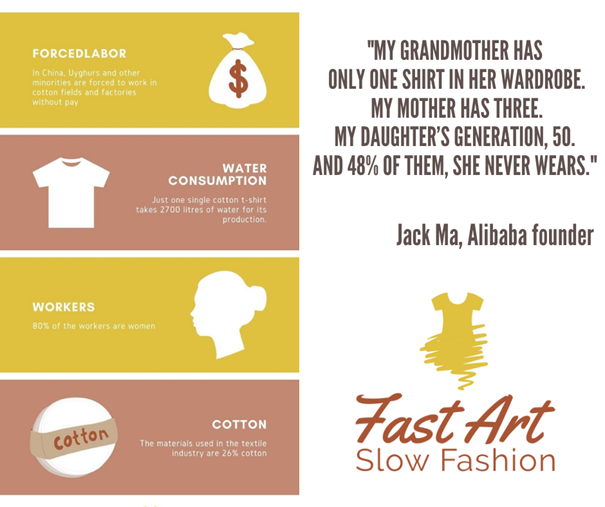 FORCEDLABOR
In China, Uyghurs and other
minorities are forced to work in
cotton fields and factories
without pay
$
WATER
CONSUMPTION
Just one single cotton t-shirt
takes 2700 litres of water for its
production.
WORKERS
80% of the workers are women
cotton
COTTON
The materials used in the textile
industry are 26% cotton
"MY GRANDMOTHER HAS
ONLY ONE SHIRT IN HER WARDROBE.
MY MOTHER HAS THREE.
MY DAUGHTER'S GENERATION, 50.
AND 48% OF THEM, SHE NEVER WEARS."
Jack Ma, Alibaba founder
Fast Art
Slow Fashion